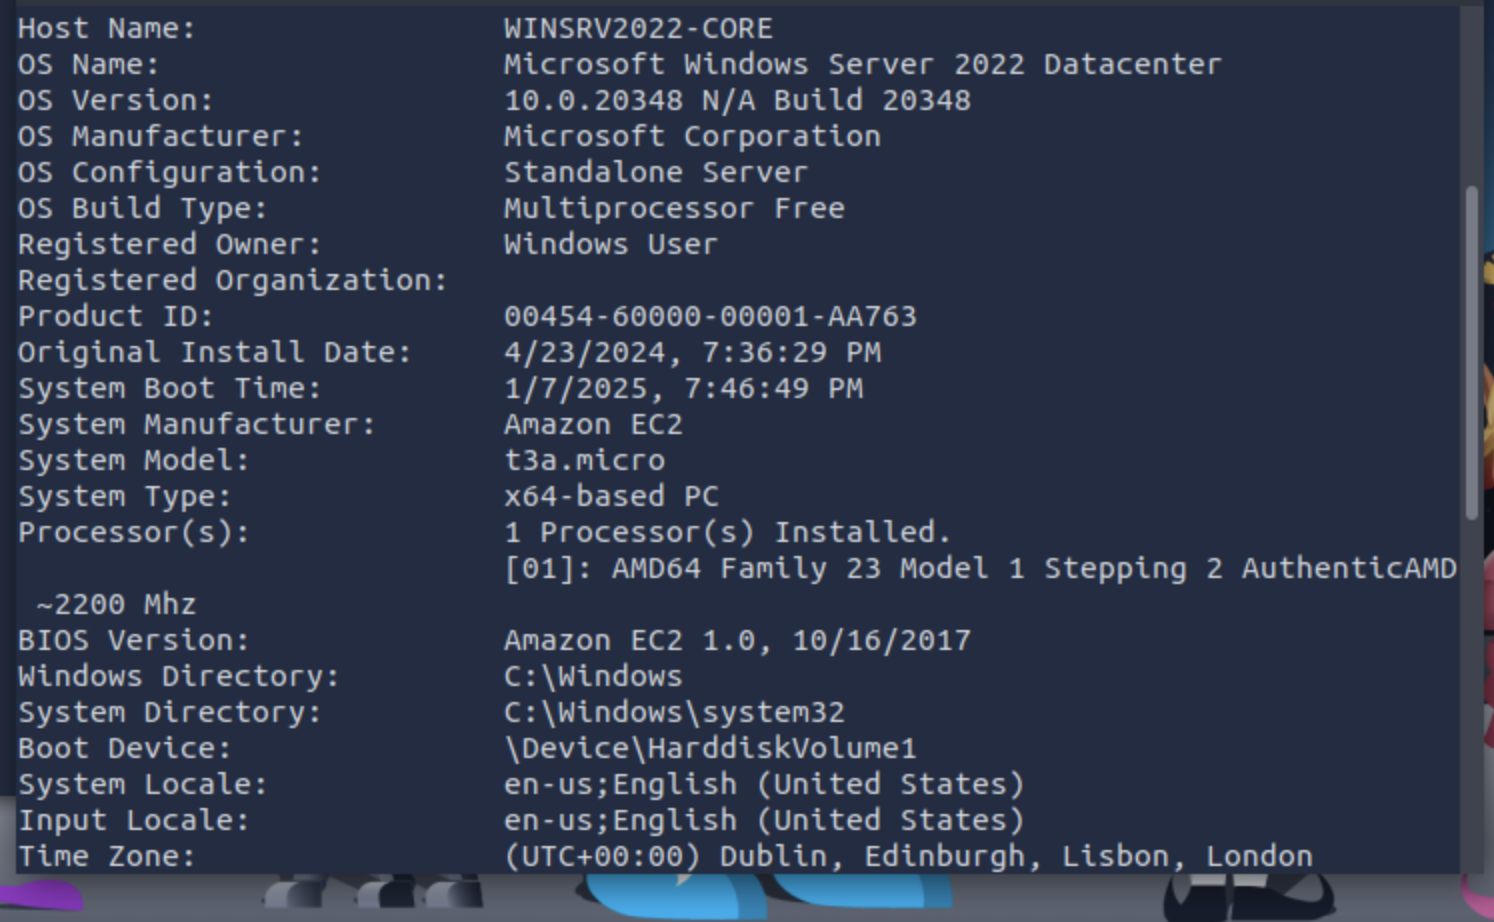 Host Name: WINSRV2022-CORE
OS Name: Microsoft Windows Server 2022 Datacenter
OS Version: 10.0.20348 N/A Build 20348
OS Manufacturer: Microsoft Corporation
OS Configuration: Standalone Server
OS Build Type: Multiprocessor Free
Registered Owner: Windows User
Registered Organization:
Product ID: 00454-60000-00001-AA763
Original Install Date: 4/23/2024, 7:36:29 PM
System Boot Time: 1/7/2025, 7:46:49 PM
System Manufacturer: Amazon EC2
System Model: t3a.micro
System Type: x64-based PC
Processor(s): 1 Processor(s) Installed.
[01]: AMD64 Family 23 Model 1 Stepping 2 AuthenticAMD
~2200 Mhz
BIOS Version: Amazon EC2 1.0, 10/16/2017
Windows Directory: C:\Windows
System Directory: C:\Windows\system32
Boot Device: \Device\HarddiskVolume1
System Locale: en-us;English (United States)
Input Locale: en-us;English (United States)
Time Zone: (UTC+00:00) Dublin, Edinburgh, Lisbon, London